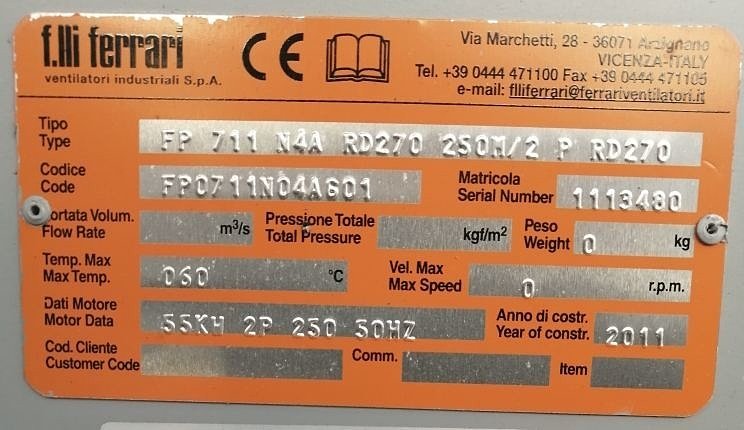 f.lli ferrari
ventilatori industriali S.p.A.
CE
Via Marchetti, 28 - 36071 Arzignano
VICENZA-ITALY
Tel. +39 0444 471100 Fax +39 0444 471105
e-mail: flliferrari@ferrariventilatori.it
Tipo
Type FP 711 N4A RD270 250M/2 P RD270
Codice
Code FP0711N04A601
Matricola
Serial Number 1113480
Portata Volum.
Flow Rate m³/s
Pressione Totale
Total Pressure kgf/m²
Peso
Weight 0 kg
Temp. Max
Max Temp. 060 °C
Vel. Max
Max Speed 0 r.p.m.
Dati Motore
Motor Data 55KW 2P 250 50HZ
Anno di costr.
Year of constr. 2011
Cod. Cliente
Customer Code
Comm.
Item